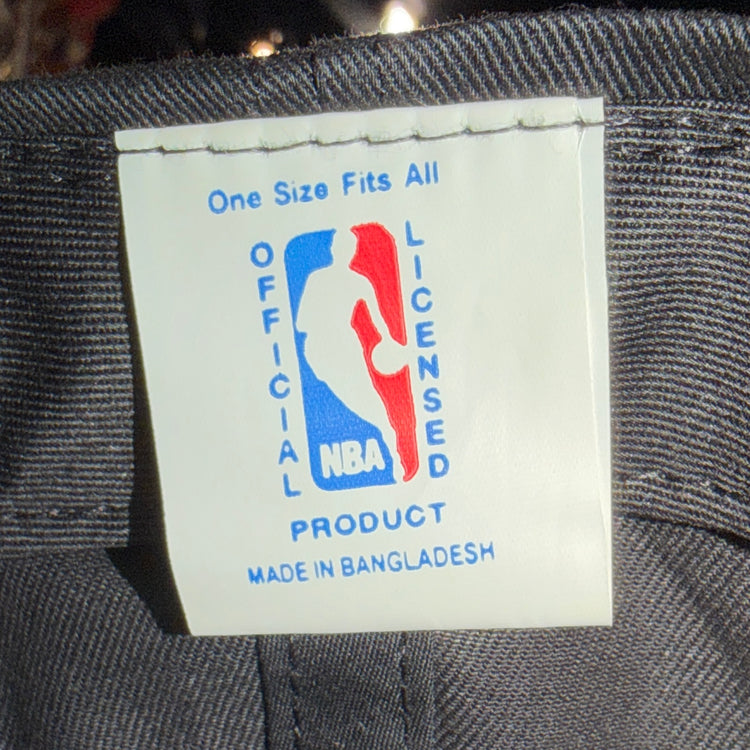 One Size Fits All
OFFICIAL
LICENSED
NBA
PRODUCT
MADE IN BANGLADESH